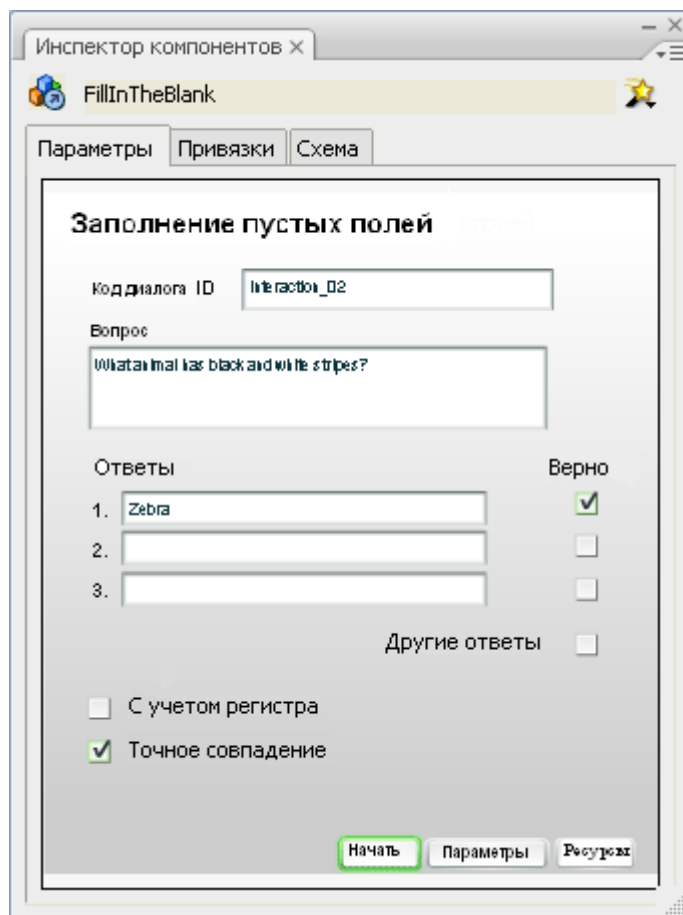 Инспектор компонентов
FillInTheBlank
Параметры Привязки Схема
Заполнение пустых полей
Код диалога ID Interaction_02
Вопрос
What animal has black and white stripes?
Ответы Верно
1. Zebra
2.
3.
Другие ответы
С учетом регистра
Точное совпадение
Начать Параметры Ресурсы